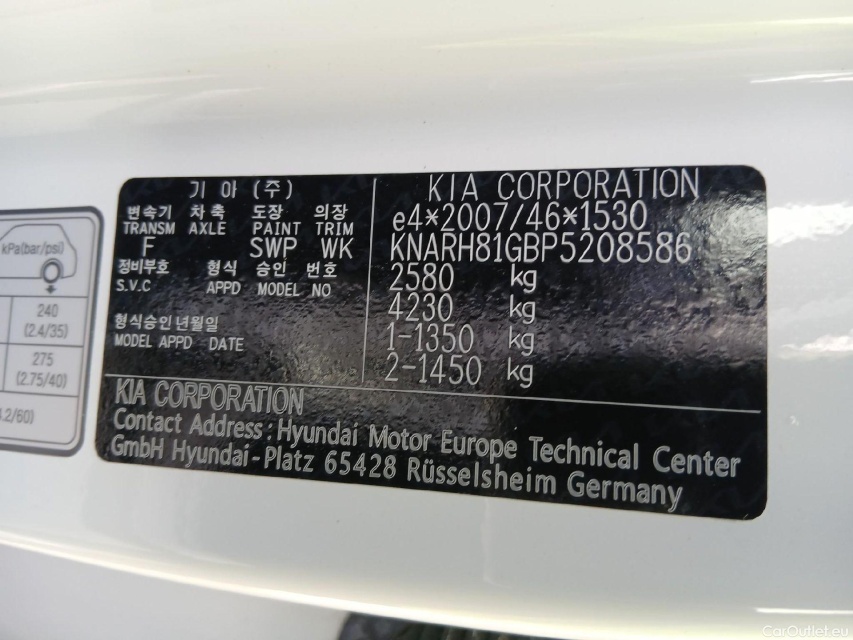 kPa(bar/psi)
240
(2.4/35)
275
(2.75/40)
기 아 (주)
변속기 차축 도장 의장
TRANSM AXLE PAINT TRIM
F SWP WK
정비부호 형식 승인 번호
S.V.C APPD MODEL NO
형식승인년월일
MODEL APPD DATE
KIA CORPORATION
e4*2007/46*1530
KNARH81GBP5208586
2580 kg
4230 kg
1-1350 kg
2-1450 kg
KIA CORPORATION
Contact Address : Hyundai Motor Europe Technical Center
GmbH Hyundai-Platz 65428 Rüsselsheim Germany
CarOutlet.eu